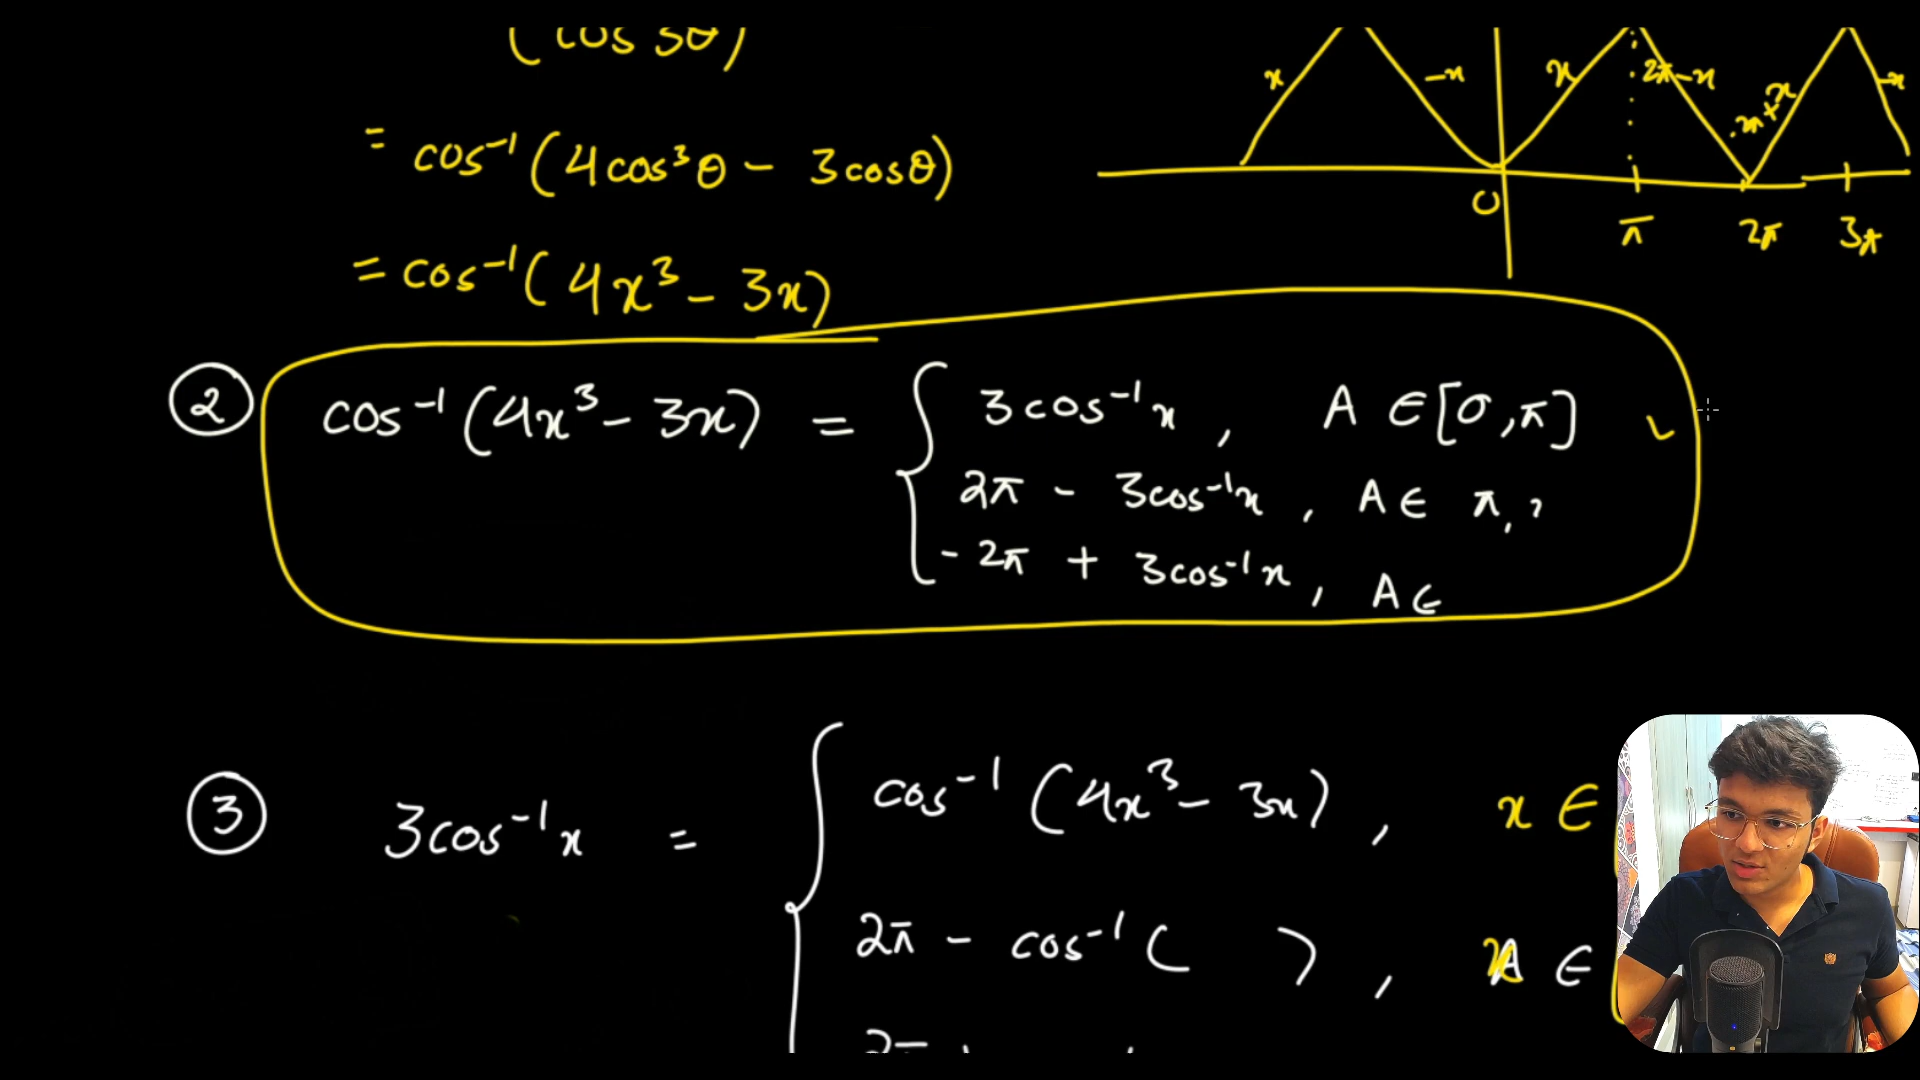 (cos 3θ)
= cos⁻¹(4cos³θ - 3cosθ)
= cos⁻¹(4x³ - 3x)
x -x x 2π-x x -x
0 π 2π 3π
② cos⁻¹(4x³ - 3x) = { 3cos⁻¹x , A ∈ [0, π]
2π - 3cos⁻¹x , A ∈ π,
-2π + 3cos⁻¹x , A ∈
③ 3cos⁻¹x = { cos⁻¹(4x³ - 3x) , x ∈
2π - cos⁻¹( ) , x ∈